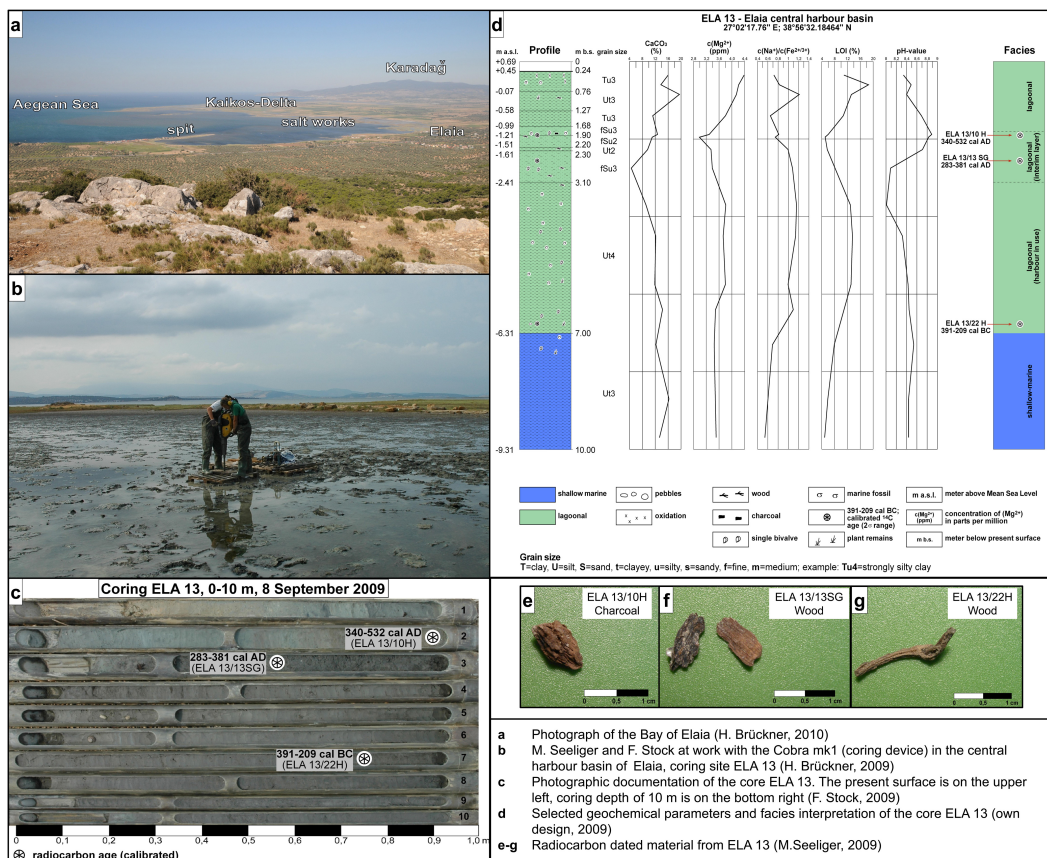 a
Karadağ
Aegean Sea
Kaikos-Delta
salt works
spit
Elaia
b
c
Coring ELA 13, 0-10 m, 8 September 2009
1
340-532 cal AD
(ELA 13/10H)
2
283-381 cal AD
(ELA 13/13SG)
3
4
5
6
391-209 cal BC
(ELA 13/22H)
7
8
9
10
0 0,1 0,2 0,3 0,4 0,5 0,6 0,7 0,8 0,9 1,0 m
radiocarbon age (calibrated)
d
ELA 13 - Elaia central harbour basin
27°02'17.76" E; 38°56'32.18464" N
m a.s.l. Profile m b.s. grain size
CaCO₃ (%)
c(Mg²⁺) (ppm)
LOI (%)
pH-value
Facies
+0.69 0
+0.45 0.24
-0.07 0.76
-0.58 1.27
-0.99 1.68
-1.21 1.90
-1.51 2.20
-1.61 2.30
-2.41 3.10
-6.31 7.00
-9.31 10.00
Tu3
Ut3
Tu3
fSu3
fSu2
Ut2
fSu3
Ut4
Ut3
lagoonal
lagoonal
(interim layer)
lagoonal
(harbour in use)
shallow-marine
ELA 13/10 H
340-532 cal AD
ELA 13/13 SG
283-381 cal AD
ELA 13/22 H
391-209 cal BC
shallow marine
lagoonal
pebbles
oxidation
wood
charcoal
single bivalve
marine fossil
391-209 cal BC;
calibrated ¹⁴C
age (2σ range)
plant remains
m a.s.l. meter above Mean Sea Level
c(Mg²⁺) (ppm) concentration of (Mg²⁺) in parts per million
m b.s. meter below present surface
Grain size
T=clay, U=silt, S=sand, t=clayey, u=silty, s=sandy, f=fine, m=medium; example: Tu4=strongly silty clay
e
ELA 13/10H
Charcoal
0 0.5 1 cm
f
ELA 13/13SG
Wood
0 0.5 1 cm
g
ELA 13/22H
Wood
0 0.5 1 cm
a Photograph of the Bay of Elaia (H. Brückner, 2010)
b M. Seeliger and F. Stock at work with the Cobra mk1 (coring device) in the central
harbour basin of Elaia, coring site ELA 13 (H. Brückner, 2009)
c Photographic documentation of the core ELA 13. The present surface is on the upper
left, coring depth of 10 m is on the bottom right (F. Stock, 2009)
d Selected geochemical parameters and facies interpretation of the core ELA 13 (own
design, 2009)
e-g Radiocarbon dated material from ELA 13 (M.Seeliger, 2009)